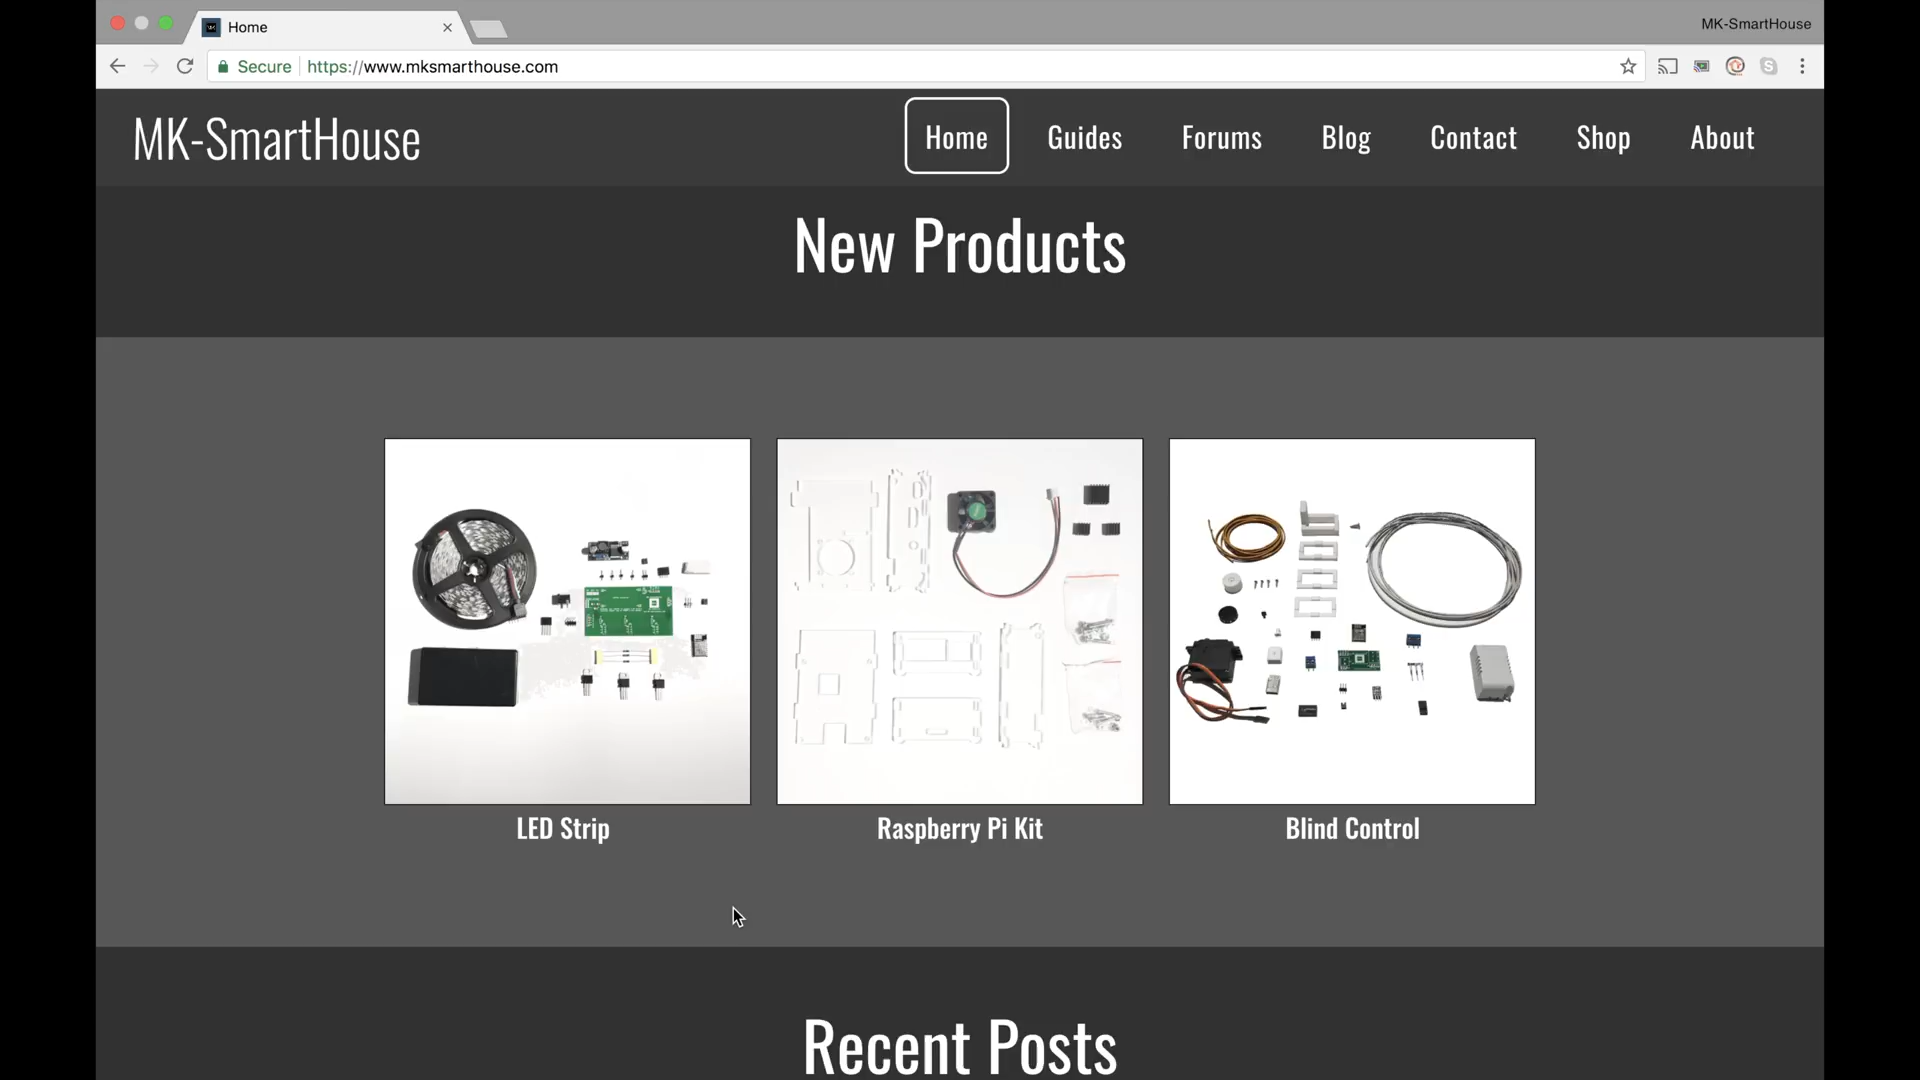 Home
MK-SmartHouse
Secure https://www.mksmarthouse.com
MK-SmartHouse
Home Guides Forums Blog Contact Shop About
New Products
LED Strip Raspberry Pi Kit Blind Control
Recent Posts